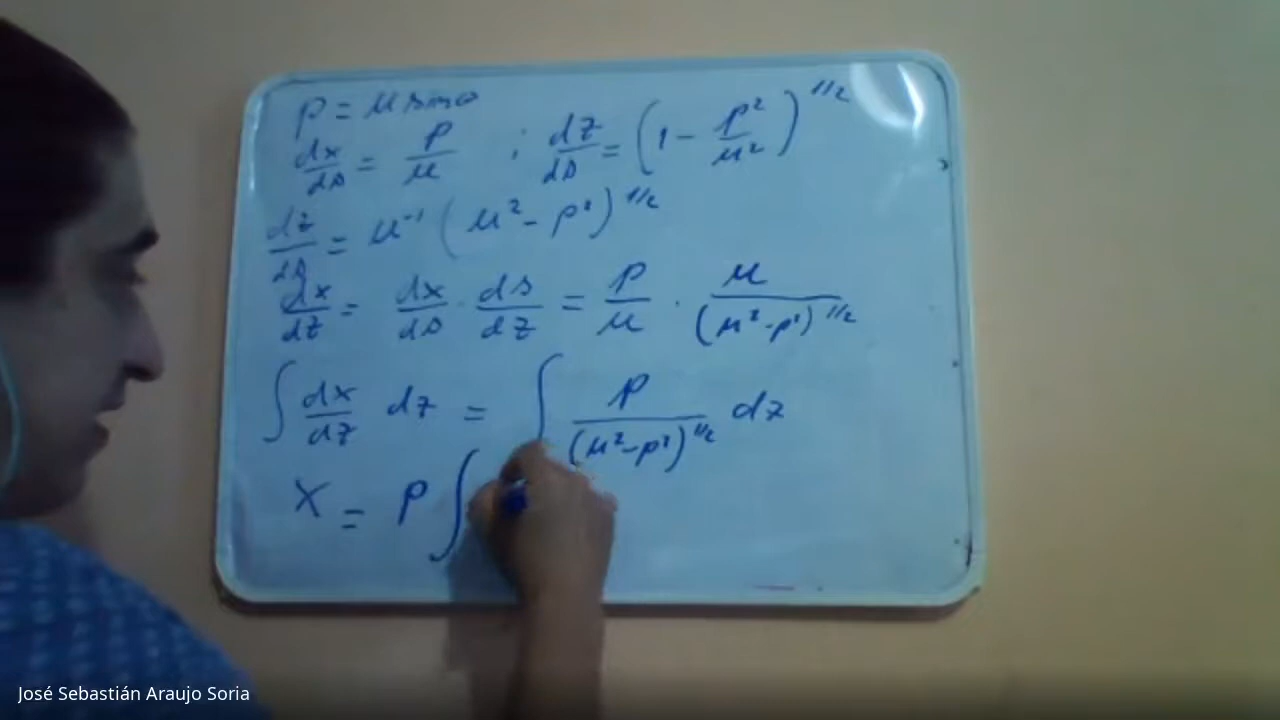 p = u sinθ
dx/ds = p/u ; dz/ds = (1 - p²/u²)^1/2
dz/ds = u⁻¹ (u² - p²)^1/2
dx/dz = dx/ds · ds/dz = p/u · u/(u² - p²)^1/2
∫ dx/dz dz = ∫ p/(u² - p²)^1/2 dz
X = p ∫
José Sebastián Araujo Soria